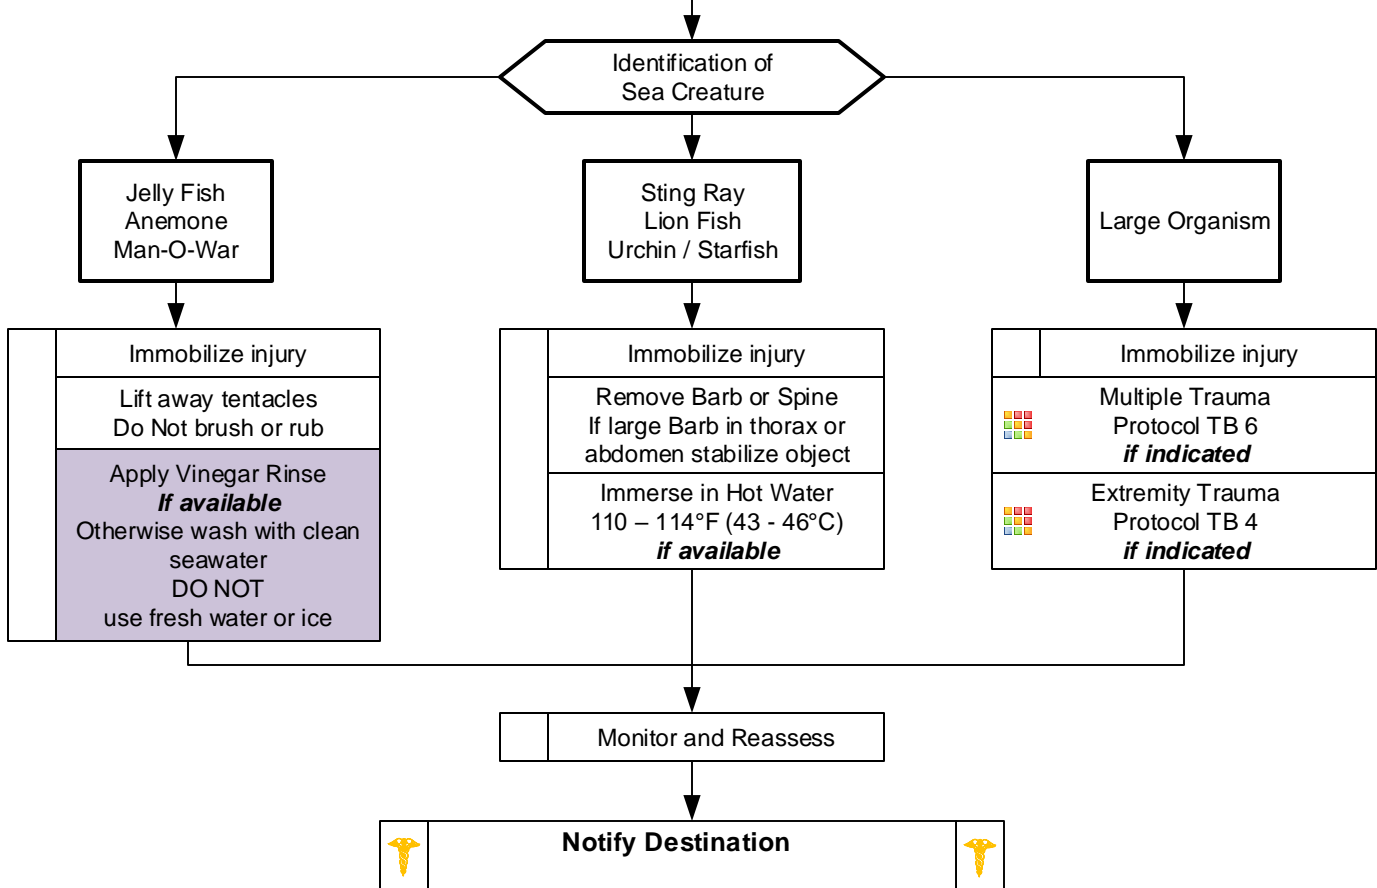 Identification of
Sea Creature
Jelly Fish
Anemone
Man-O-War
Sting Ray
Lion Fish
Urchin / Starfish
Large Organism
Immobilize injury
Lift away tentacles
Do Not brush or rub
Apply Vinegar Rinse
If available
Otherwise wash with clean
seawater
DO NOT
use fresh water or ice
Immobilize injury
Remove Barb or Spine
If large Barb in thorax or
abdomen stabilize object
Immerse in Hot Water
110 – 114°F (43 - 46°C)
if available
Immobilize injury
Multiple Trauma
Protocol TB 6
if indicated
Extremity Trauma
Protocol TB 4
if indicated
Monitor and Reassess
Notify Destination